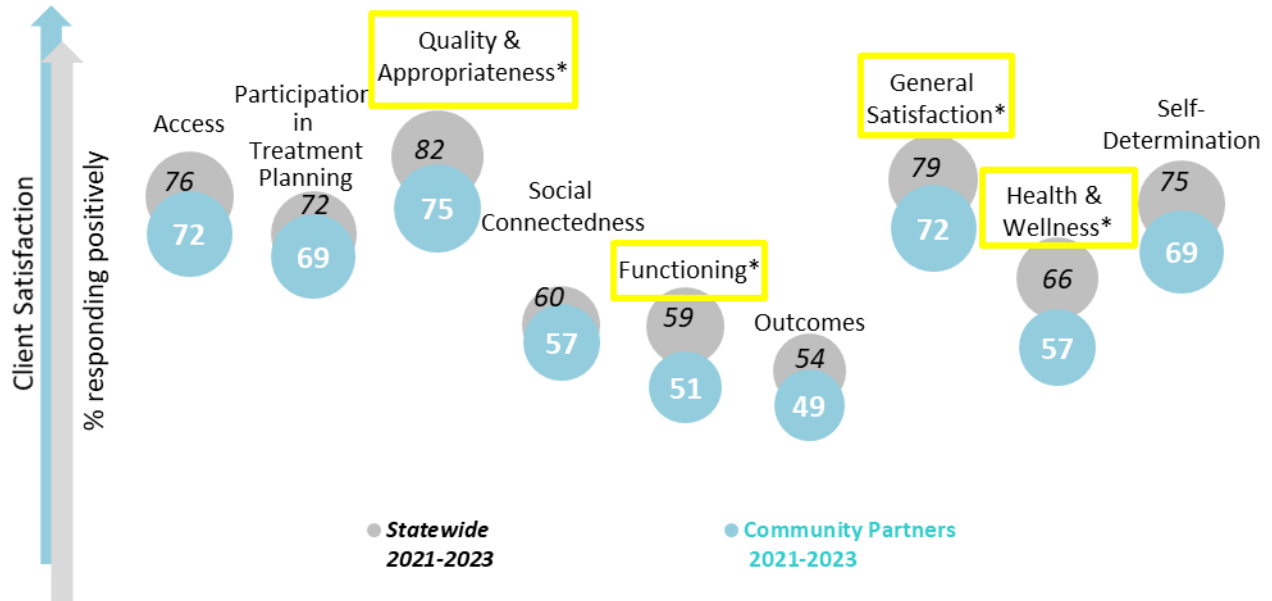 Client Satisfaction
% responding positively
Access
76
72
Participation
in
Treatment
Planning
72
69
Quality &
Appropriateness*
82
75
Social
Connectedness
60
57
Functioning*
59
51
Outcomes
54
49
General
Satisfaction*
79
72
Health &
Wellness*
66
57
Self-
Determination
75
69
Statewide
2021-2023
Community Partners
2021-2023